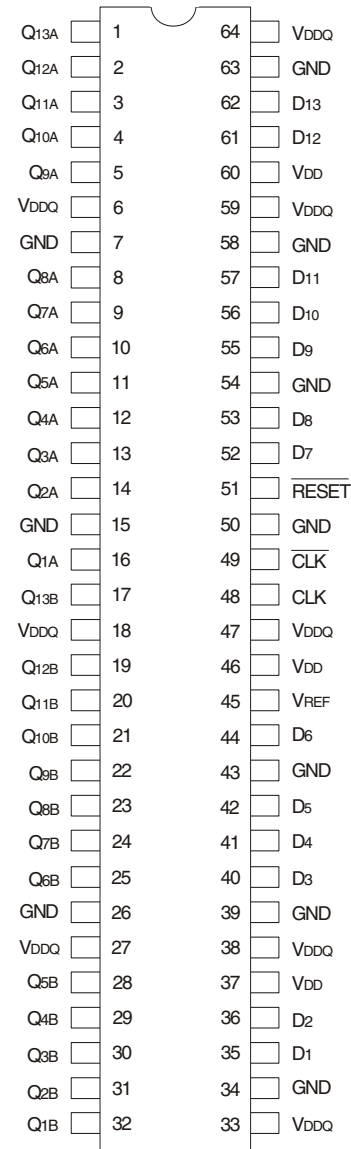 Q13A 1 64 VDDQ
Q12A 2 63 GND
Q11A 3 62 D13
Q10A 4 61 D12
Q9A 5 60 VDD
VDDQ 6 59 VDDQ
GND 7 58 GND
Q8A 8 57 D11
Q7A 9 56 D10
Q6A 10 55 D9
Q5A 11 54 GND
Q4A 12 53 D8
Q3A 13 52 D7
Q2A 14 51 RESET
GND 15 50 GND
Q1A 16 49 CLK
Q13B 17 48 CLK
VDDQ 18 47 VDDQ
Q12B 19 46 VDD
Q11B 20 45 VREF
Q10B 21 44 D6
Q9B 22 43 GND
Q8B 23 42 D5
Q7B 24 41 D4
Q6B 25 40 D3
GND 26 39 GND
VDDQ 27 38 VDDQ
Q5B 28 37 VDD
Q4B 29 36 D2
Q3B 30 35 D1
Q2B 31 34 GND
Q1B 32 33 VDDQ